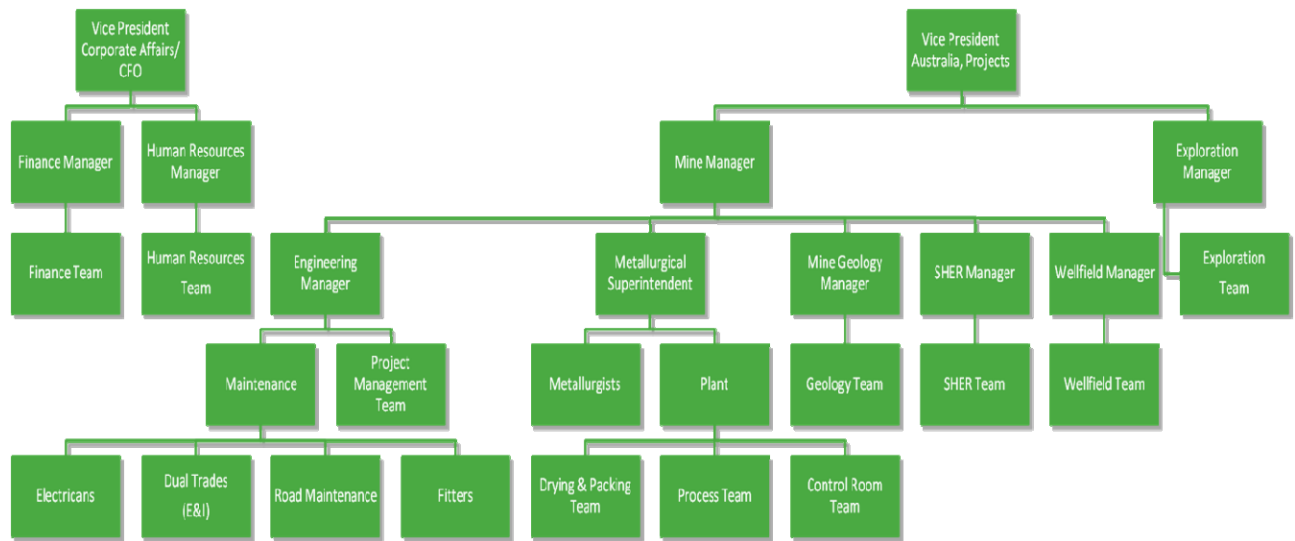 Vice President
Corporate Affairs/
CFO
Vice President
Australia, Projects
Finance Manager
Human Resources
Manager
Mine Manager
Exploration
Manager
Finance Team
Human Resources
Team
Engineering
Manager
Metallurgical
Superintendent
Mine Geology
Manager
SHER Manager
Wellfield Manager
Exploration
Team
Maintenance
Project
Management
Team
Metallurgists
Plant
Geology Team
SHER Team
Wellfield Team
Electricans
Dual Trades
(E&I)
Road Maintenance
Fitters
Drying & Packing
Team
Process Team
Control Room
Team